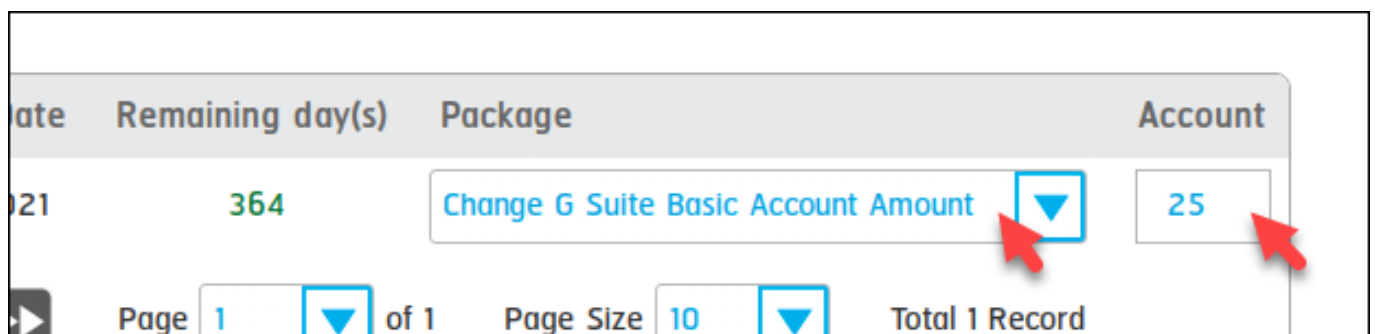 ate Remaining day(s) Package Account
021 364 Change G Suite Basic Account Amount 25
Page 1 of 1 Page Size 10 Total 1 Record